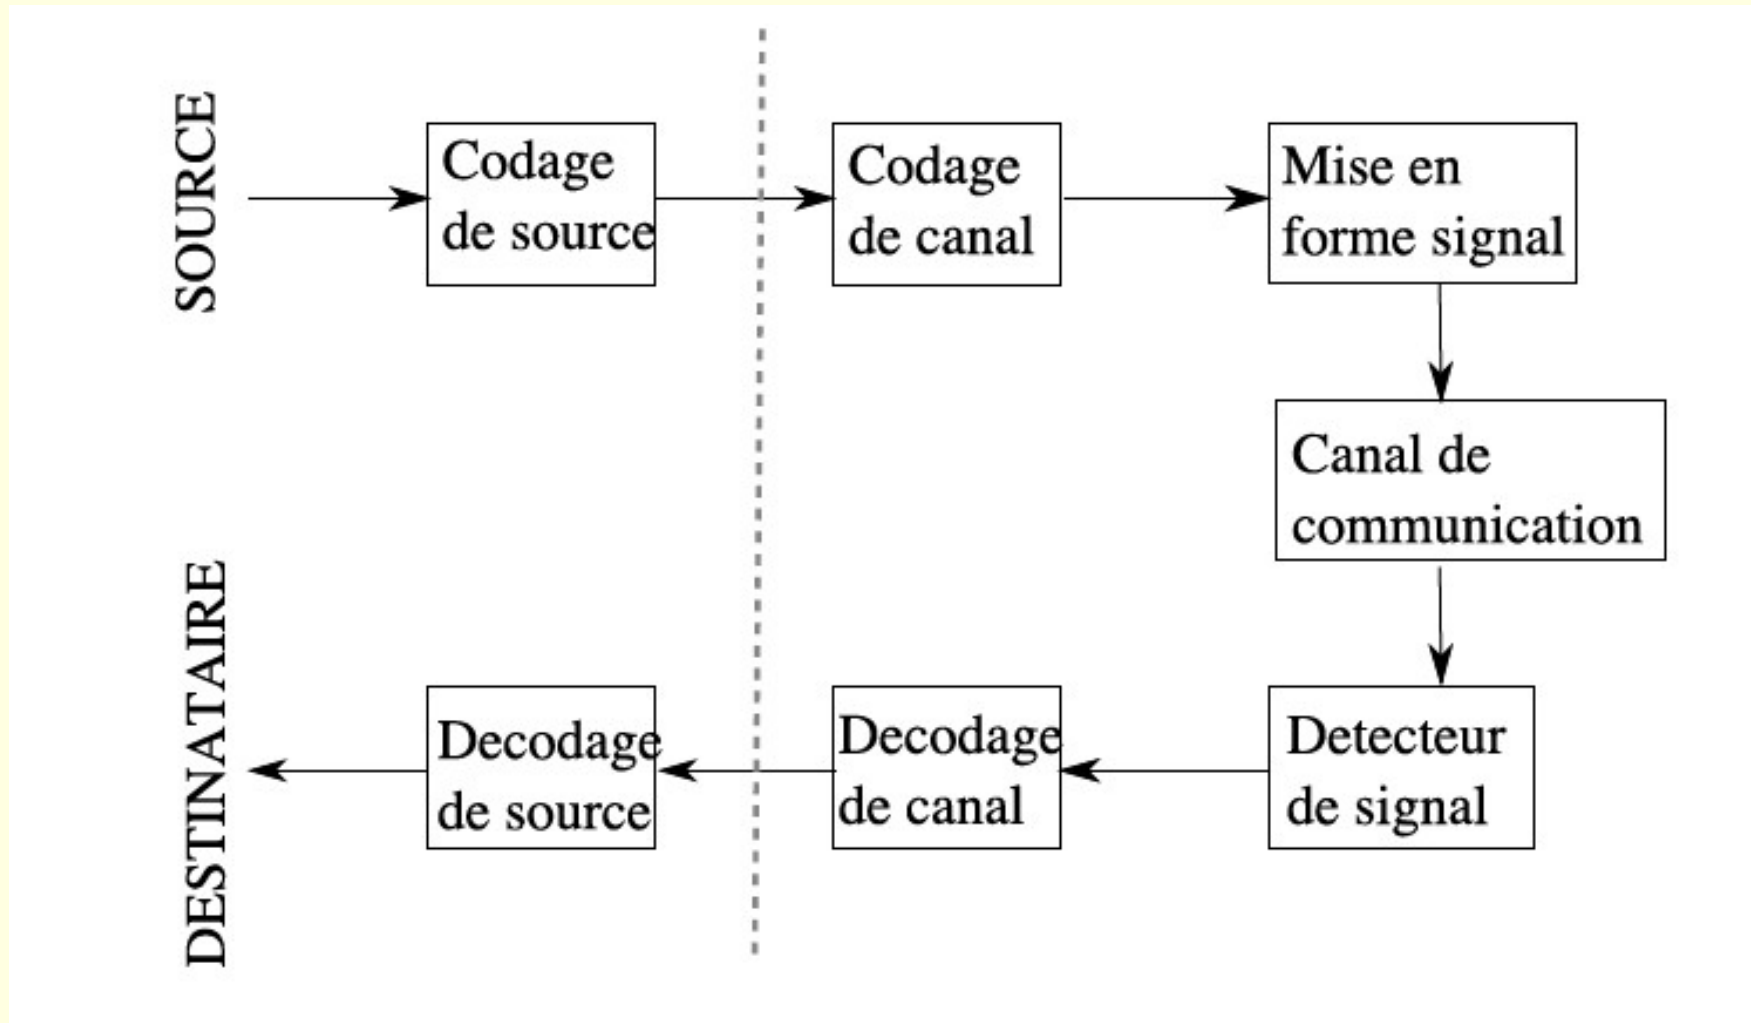 SOURCE
Codage
de source
Codage
de canal
Mise en
forme signal
Canal de
communication
DESTINATAIRE
Decodage
de source
Decodage
de canal
Detecteur
de signal